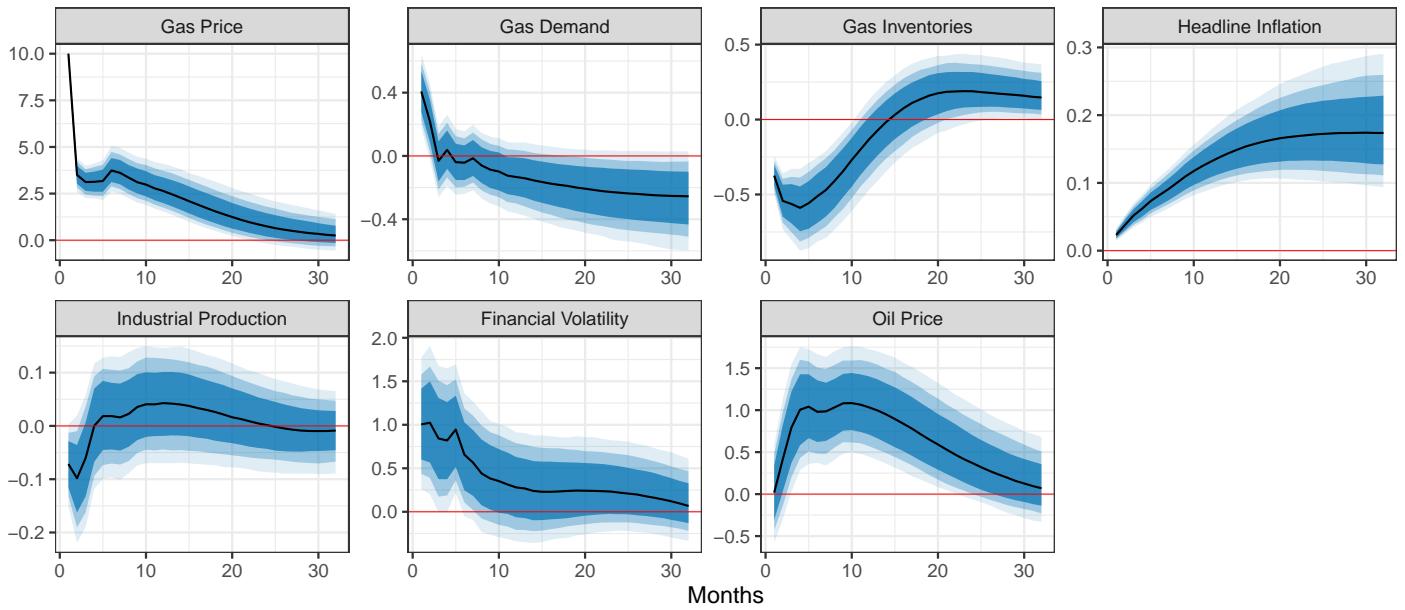 Gas Price
Gas Demand
Gas Inventories
Headline Inflation
10.0
7.5
5.0
2.5
0.0
0 10 20 30
0.4
0.0
−0.4
0 10 20 30
0.5
0.0
−0.5
0 10 20 30
0.3
0.2
0.1
0.0
0 10 20 30
Industrial Production
Financial Volatility
Oil Price
0.1
0.0
−0.1
−0.2
0 10 20 30
2.0
1.5
1.0
0.5
0.0
0 10 20 30
1.5
1.0
0.5
0.0
−0.5
0 10 20 30
Months